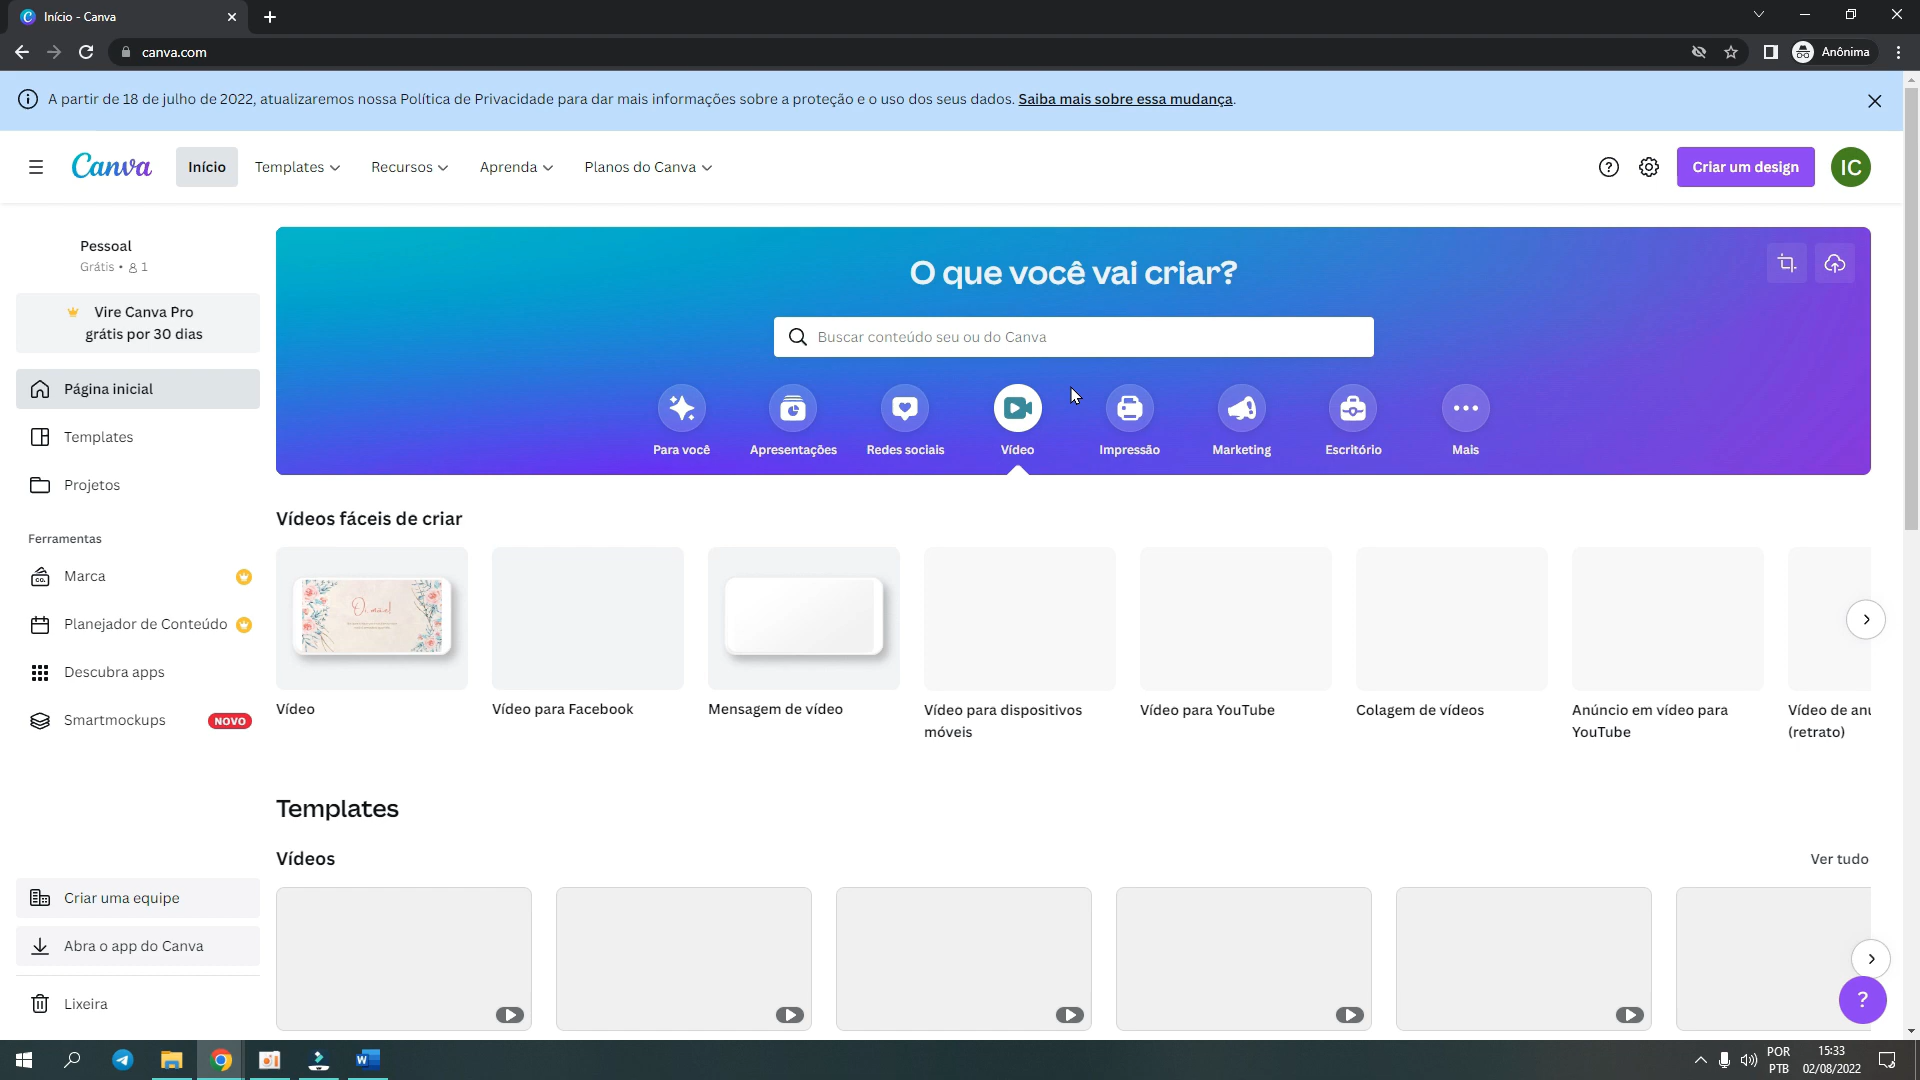 Início - Canva
canva.com
Anônima
A partir de 18 de julho de 2022, atualizaremos nossa Política de Privacidade para dar mais informações sobre a proteção e o uso dos seus dados. Saiba mais sobre essa mudança.
Canva
Início
Templates
Recursos
Aprenda
Planos do Canva
Criar um design
IC
Pessoal
Grátis • 1
Vire Canva Pro
grátis por 30 dias
Página inicial
Templates
Projetos
Ferramentas
Marca
Planejador de Conteúdo
Descubra apps
Smartmockups
NOVO
Criar uma equipe
Abra o app do Canva
Lixeira
O que você vai criar?
Buscar conteúdo seu ou do Canva
Para você
Apresentações
Redes sociais
Vídeo
Impressão
Marketing
Escritório
Mais
Vídeos fáceis de criar
Vídeo
Vídeo para Facebook
Mensagem de vídeo
Vídeo para dispositivos
móveis
Vídeo para YouTube
Colagem de vídeos
Anúncio em vídeo para
YouTube
Vídeo de anu
(retrato)
Templates
Vídeos
Ver tudo
?
POR
PTB
15:33
02/08/2022